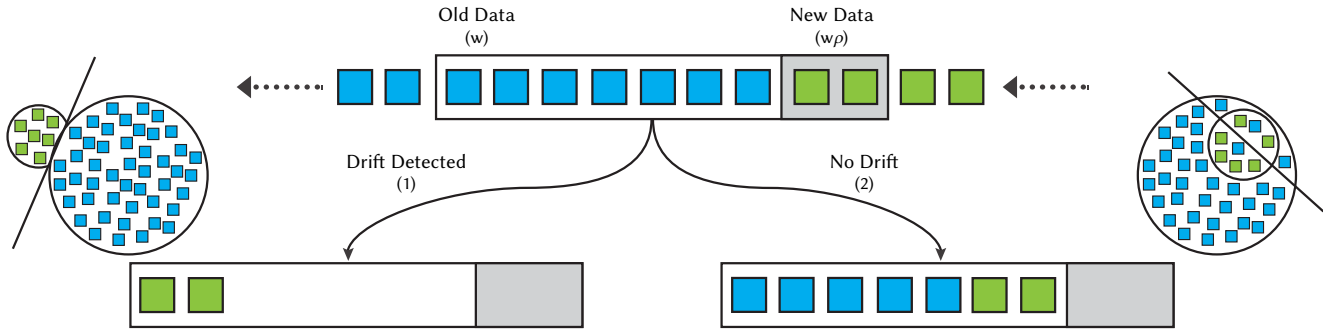 Old Data
(w)
New Data
(wρ)
Drift Detected
(1)
No Drift
(2)